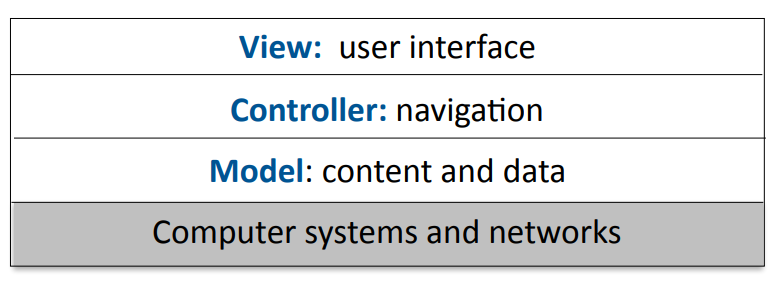 View: user interface
Controller: navigation
Model: content and data
Computer systems and networks